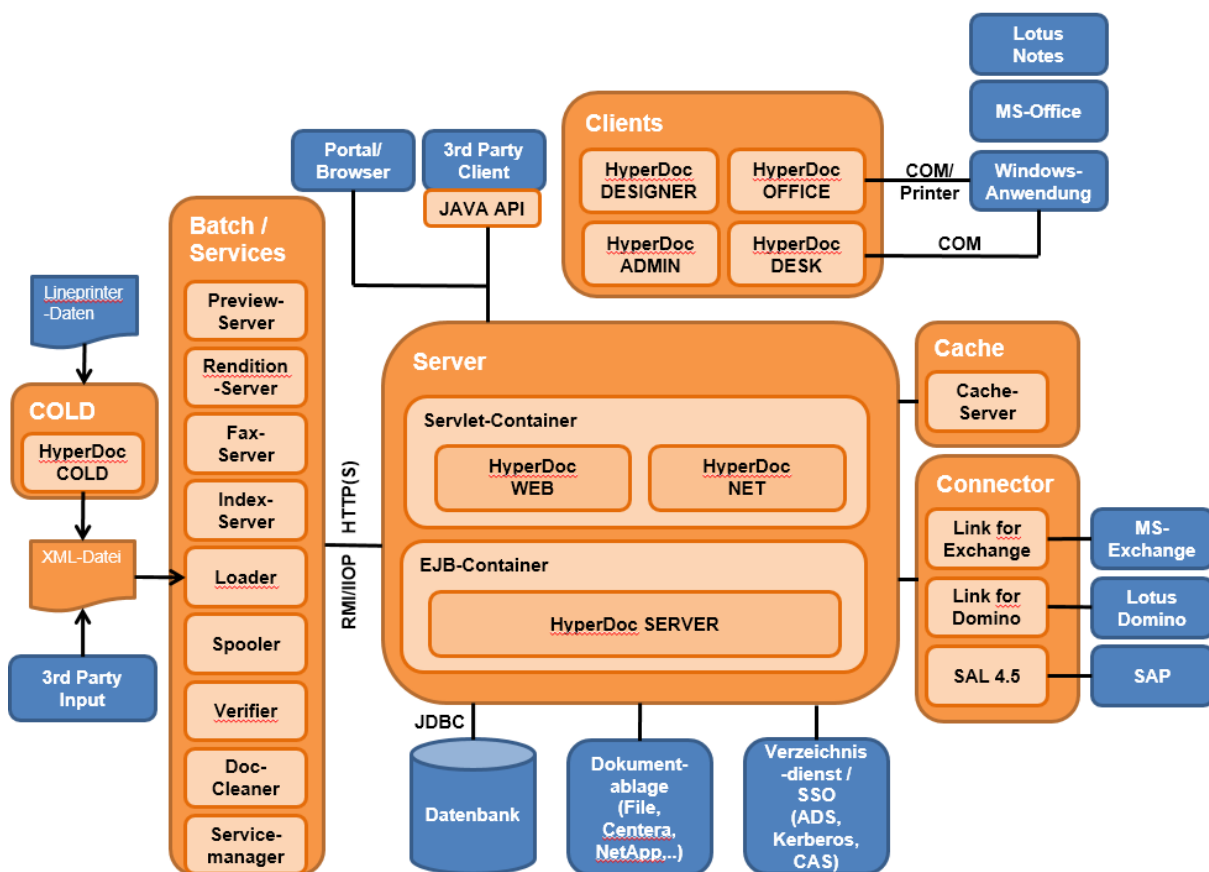 Lotus
Notes
MS-Office
Windows-
Anwendung
COM/
Printer
COM
Clients
HyperDoc
DESIGNER
HyperDoc
OFFICE
HyperDoc
ADMIN
HyperDoc
DESK
Portal/
Browser
3rd Party
Client
JAVA API
Batch /
Services
Preview-
Server
Rendition
-Server
Fax-
Server
Index-
Server
Loader
Spooler
Verifier
Doc-
Cleaner
Service-
manager
Lineprinter
-Daten
COLD
HyperDoc
COLD
XML-Datei
3rd Party
Input
RMI/IIOP HTTP(S)
Server
Servlet-Container
HyperDoc
WEB
HyperDoc
NET
EJB-Container
HyperDoc SERVER
Cache
Cache-
Server
Connector
Link for
Exchange
Link for
Domino
SAL 4.5
MS-
Exchange
Lotus
Domino
SAP
JDBC
Datenbank
Dokument-
ablage
(File,
Centera,
NetApp,..)
Verzeichnis
-dienst /
SSO
(ADS,
Kerberos,
CAS)